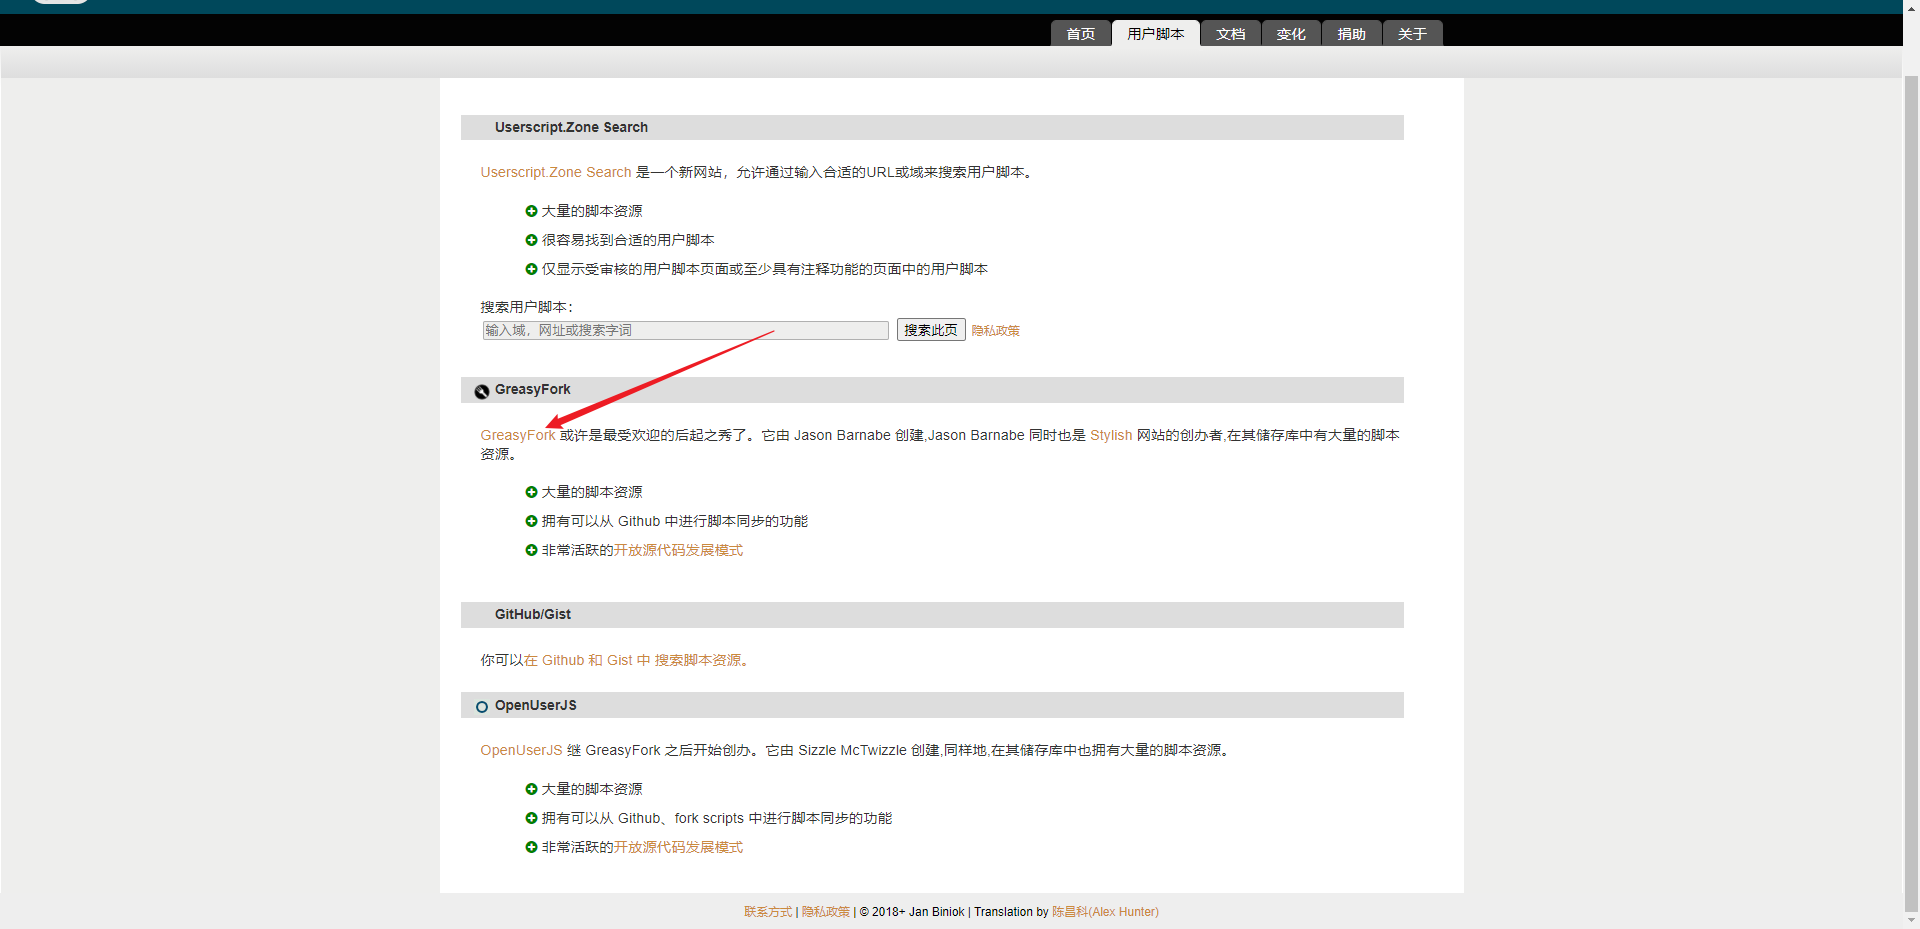 首页 用户脚本 文档 变化 捐助 关于
Userscript.Zone Search
Userscript.Zone Search 是一个新网站，允许通过输入合适的URL或域来搜索用户脚本。
大量的脚本资源
很容易找到合适的用户脚本
仅显示受审核的用户脚本页面或至少具有注释功能的页面中的用户脚本
搜索用户脚本：
输入域，网址或搜索字词 搜索此页 隐私政策
GreasyFork
GreasyFork 或许是最受欢迎的后起之秀了。它由 Jason Barnabe 创建,Jason Barnabe 同时也是 Stylish 网站的创办者,在其储存库中有大量的脚本
资源。
大量的脚本资源
拥有可以从 Github 中进行脚本同步的功能
非常活跃的开放源代码发展模式
GitHub/Gist
你可以在 Github 和 Gist 中 搜索脚本资源。
OpenUserJS
OpenUserJS 继 GreasyFork 之后开始创办。它由 Sizzle McTwizzle 创建,同样地,在其储存库中也拥有大量的脚本资源。
大量的脚本资源
拥有可以从 Github、fork scripts 中进行脚本同步的功能
非常活跃的开放源代码发展模式
联系方式 | 隐私政策 | © 2018+ Jan Biniok | Translation by 陈昌科(Alex Hunter)